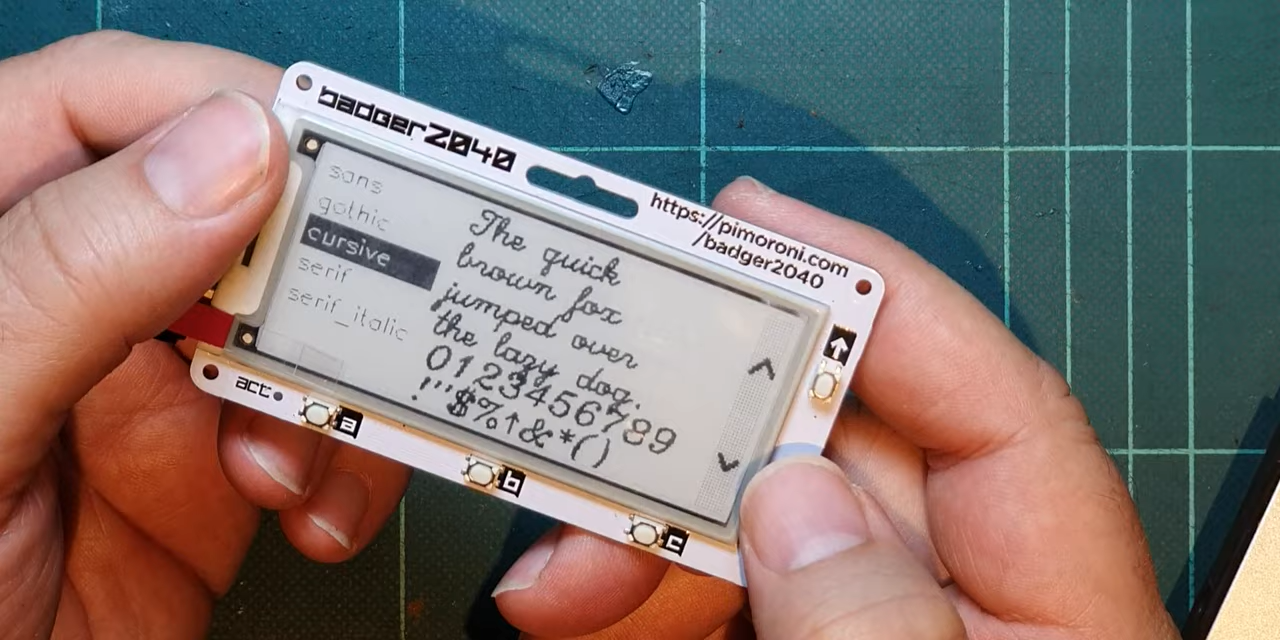 badger2040
https://pimoroni.com
/badger2040
sans
gothic
cursive
serif
serif_italic
The quick
brown fox
jumped over
the lazy dog.
0123456789
!"$%↑&*()
act
a
b
c